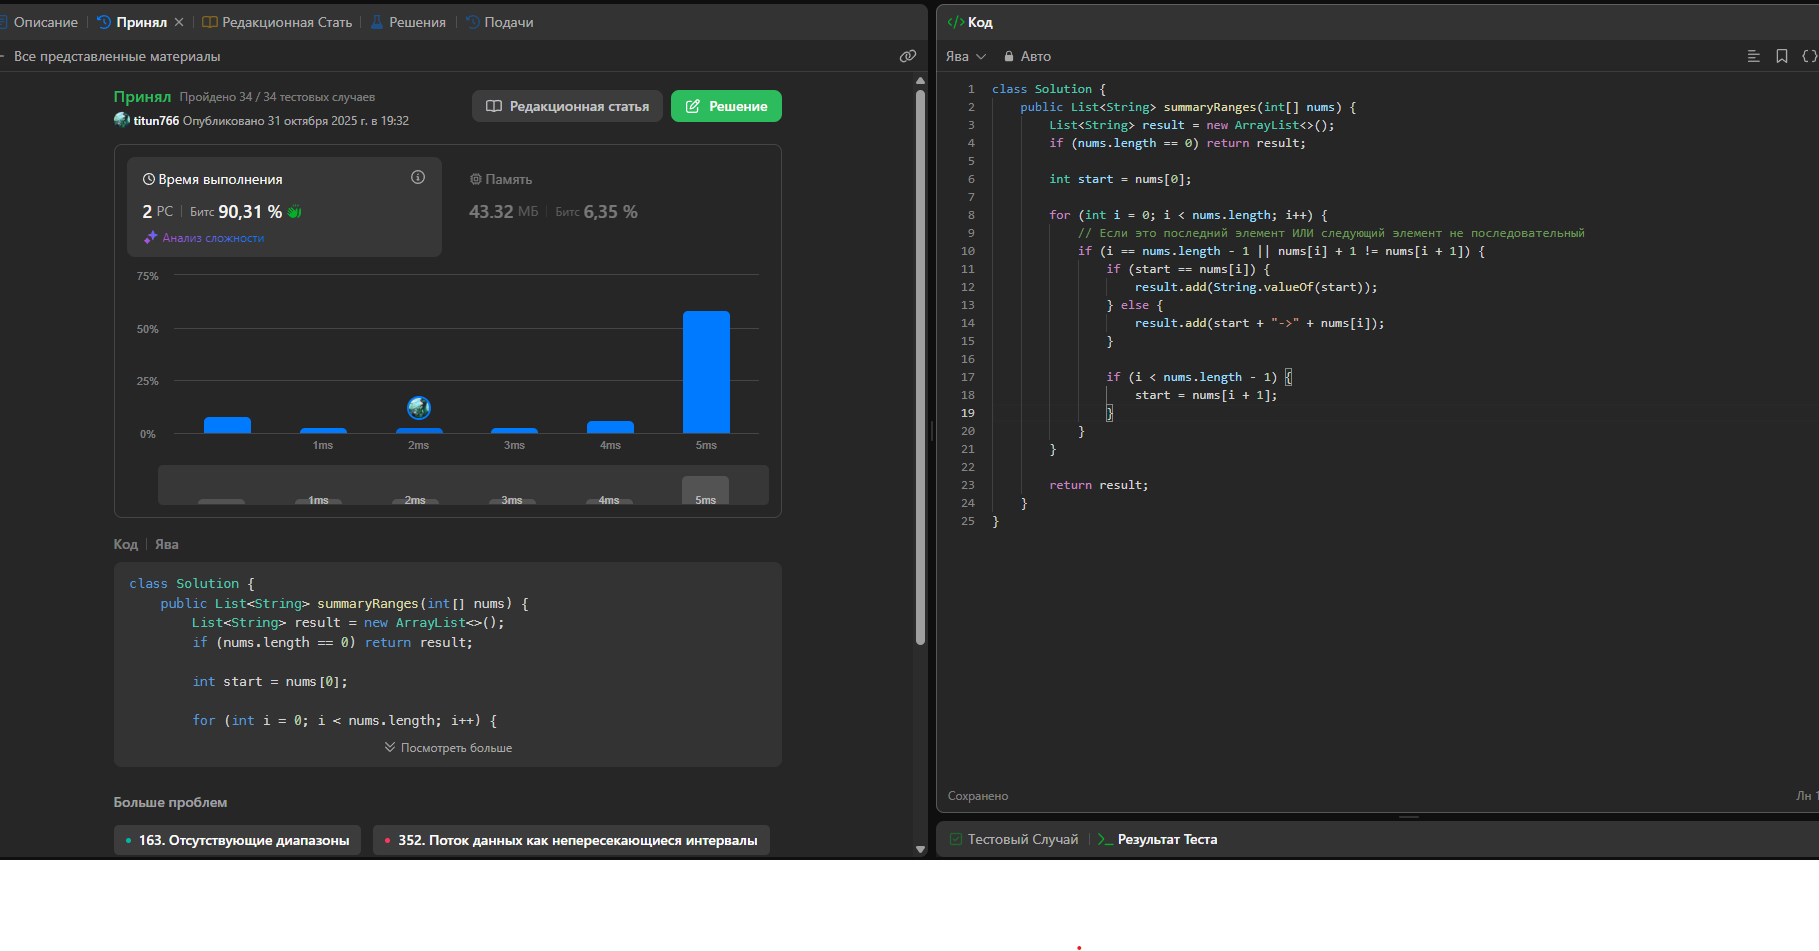 Описание
Принял
Редакционная Стать
Решения
Подачи
Все представленные материалы
Принял Пройдено 34 / 34 тестовых случаев
titun766 Опубликовано 31 октября 2025 г. в 19:32
Редакционная статья
Решение
Время выполнения
2 РС | Битс 90,31 %
Анализ сложности
Память
43.32 МБ | Битс 6,35 %
75%
50%
25%
0%
1ms 2ms 3ms 4ms 5ms
1ms 2ms 3ms 4ms 5ms
Код | Ява
class Solution {
public List<String> summaryRanges(int[] nums) {
List<String> result = new ArrayList<>();
if (nums.length == 0) return result;
int start = nums[0];
for (int i = 0; i < nums.length; i++) {
Посмотреть больше
Больше проблем
163. Отсутствующие диапазоны
352. Поток данных как непересекающиеся интервалы
</> Код
Ява
Авто
1 class Solution {
2 public List<String> summaryRanges(int[] nums) {
3 List<String> result = new ArrayList<>();
4 if (nums.length == 0) return result;
5
6 int start = nums[0];
7
8 for (int i = 0; i < nums.length; i++) {
9 // Если это последний элемент ИЛИ следующий элемент не последовательный
10 if (i == nums.length - 1 || nums[i] + 1 != nums[i + 1]) {
11 if (start == nums[i]) {
12 result.add(String.valueOf(start));
13 } else {
14 result.add(start + "->" + nums[i]);
15 }
16
17 if (i < nums.length - 1) {
18 start = nums[i + 1];
19 }
20 }
21 }
22
23 return result;
24 }
25 }
Сохранено
Лн 1
Тестовый Случай
Результат Теста